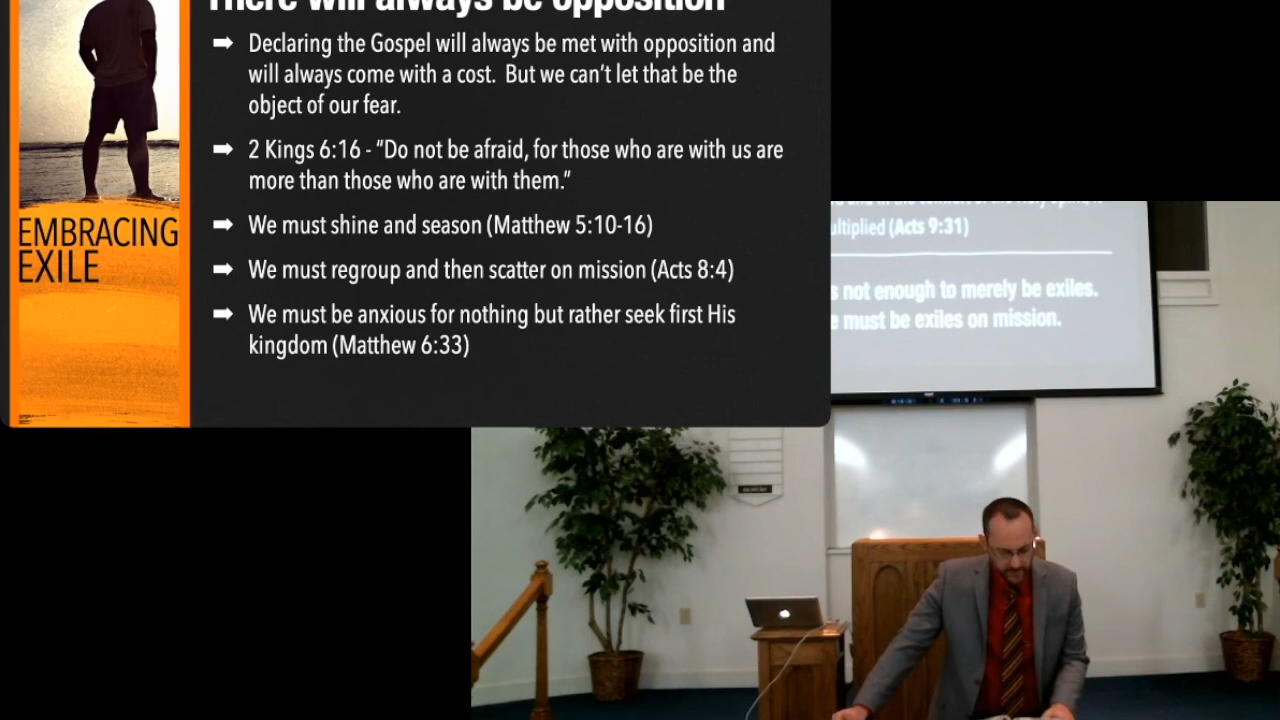 There will always be opposition
➡ Declaring the Gospel will always be met with opposition and
will always come with a cost. But we can't let that be the
object of our fear.
➡ 2 Kings 6:16 - "Do not be afraid, for those who are with us are
more than those who are with them."
➡ We must shine and season (Matthew 5:10-16)
➡ We must regroup and then scatter on mission (Acts 8:4)
➡ We must be anxious for nothing but rather seek first His
kingdom (Matthew 6:33)
EMBRACING
EXILE
ultiplied (Acts 9:31)
s not enough to merely be exiles.
e must be exiles on mission.